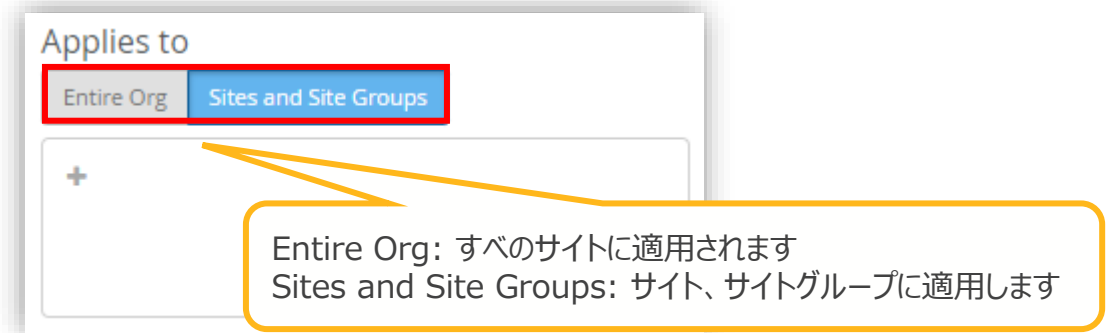 Applies to
Entire Org Sites and Site Groups
+
Entire Org: すべのサイトに適用されます
Sites and Site Groups: サイト、サイトグループに適用します